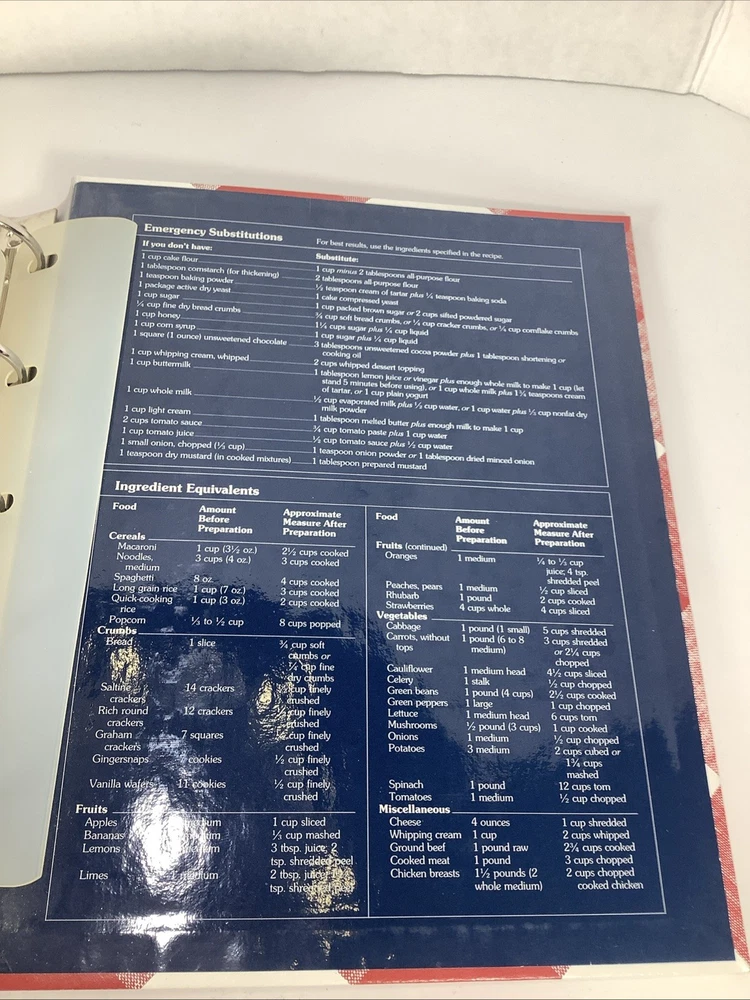 Emergency Substitutions
For best results, use the ingredients specified in the recipe.
If you don't have: Substitute:
1 cup cake flour 1 cup minus 2 tablespoons all-purpose flour
1 tablespoon cornstarch (for thickening) 2 tablespoons all-purpose flour
1 teaspoon baking powder ½ teaspoon cream of tartar plus ¼ teaspoon baking soda
1 package active dry yeast 1 cake compressed yeast
1 cup sugar 1 cup packed brown sugar or 2 cups sifted powdered sugar
¼ cup fine dry bread crumbs ¾ cup soft bread crumbs, or ¼ cup cracker crumbs, or ¼ cup cornflake crumbs
1 cup honey 1¼ cups sugar plus ¼ cup liquid
1 cup corn syrup 1 cup sugar plus ¼ cup liquid
1 square (1 ounce) unsweetened chocolate 3 tablespoons unsweetened cocoa powder plus 1 tablespoon shortening or
cooking oil
1 cup whipping cream, whipped 2 cups whipped dessert topping
1 cup buttermilk 1 tablespoon lemon juice or vinegar plus enough whole milk to make 1 cup (let
stand 5 minutes before using), or 1 cup whole milk plus 1¾ teaspoons cream
of tartar, or 1 cup plain yogurt
1 cup whole milk ½ cup evaporated milk plus ½ cup water, or 1 cup water plus ⅓ cup nonfat dry
milk powder
1 cup light cream 1 tablespoon melted butter plus enough milk to make 1 cup
2 cups tomato sauce ¾ cup tomato paste plus 1 cup water
1 cup tomato juice ½ cup tomato sauce plus ½ cup water
1 small onion, chopped (⅓ cup) 1 teaspoon onion powder or 1 tablespoon dried minced onion
1 teaspoon dry mustard (in cooked mixtures) 1 tablespoon prepared mustard
Ingredient Equivalents
Food Amount Before Preparation Approximate Measure After Preparation
Cereals
Macaroni 1 cup (3½ oz.) 2½ cups cooked
Noodles, 3 cups (4 oz.) 3 cups cooked
medium
Spaghetti 8 oz. 4 cups cooked
Long grain rice 1 cup (7 oz.) 3 cups cooked
Quick-cooking 1 cup (3 oz.) 2 cups cooked
rice
Popcorn ⅓ to ½ cup 8 cups popped
Crumbs
Bread 1 slice ¾ cup soft
crumbs or
¼ cup fine
dry crumbs
Saltine 14 crackers cup finely
crackers crushed
Rich round 12 crackers cup finely
crackers crushed
Graham 7 squares cup finely
crackers crushed
Gingersnaps cookies ½ cup finely
crushed
Vanilla wafers 11 cookies ½ cup finely
crushed
Fruits
Apples medium 1 cup sliced
Bananas medium ⅓ cup mashed
Lemons 3 tbsp. juice; 2
tsp. shredded peel
Limes 1 medium 2 tbsp. juice;
tsp. shredded peel
Food Amount Before Preparation Approximate Measure After Preparation
Fruits (continued)
Oranges 1 medium ¼ to ⅓ cup
juice; 4 tsp.
shredded peel
Peaches, pears 1 medium ½ cup sliced
Rhubarb 1 pound 2 cups cooked
Strawberries 4 cups whole 4 cups sliced
Vegetables
Cabbage 1 pound (1 small) 5 cups shredded
Carrots, without 1 pound (6 to 8 3 cups shredded
tops medium) or 2¼ cups
chopped
Cauliflower 1 medium head 4½ cups sliced
Celery 1 stalk ½ cup chopped
Green beans 1 pound (4 cups) 2½ cups cooked
Green peppers 1 large 1 cup chopped
Lettuce 1 medium head 6 cups torn
Mushrooms ½ pound (3 cups) 1 cup cooked
Onions 1 medium ½ cup chopped
Potatoes 3 medium 2 cups cubed or
1¾ cups
mashed
Spinach 1 pound 12 cups torn
Tomatoes 1 medium ½ cup chopped
Miscellaneous
Cheese 4 ounces 1 cup shredded
Whipping cream 1 cup 2 cups whipped
Ground beef 1 pound raw 2¾ cups cooked
Cooked meat 1 pound 3 cups chopped
Chicken breasts 1½ pounds (2 2 cups chopped
whole medium) cooked chicken